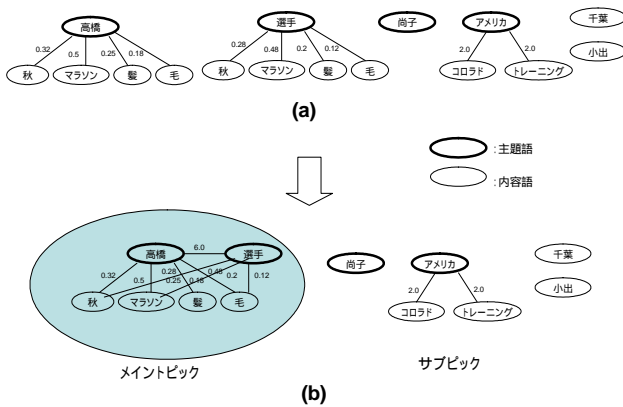 高橋
選手
尚子
アメリカ
千葉
0.32
0.5
0.25
0.18
0.28
0.48
0.2
0.12
2.0
2.0
小出
秋
マラソン
髪
毛
秋
マラソン
髪
毛
コロラド
トレーニング
(a)
:主題語
:内容語
高橋
6.0
選手
尚子
アメリカ
千葉
0.32
0.5
0.28
0.25
0.48
0.18
0.2
0.12
2.0
2.0
小出
秋
マラソン
髪
毛
コロラド
トレーニング
メイントピック
サブピック
(b)